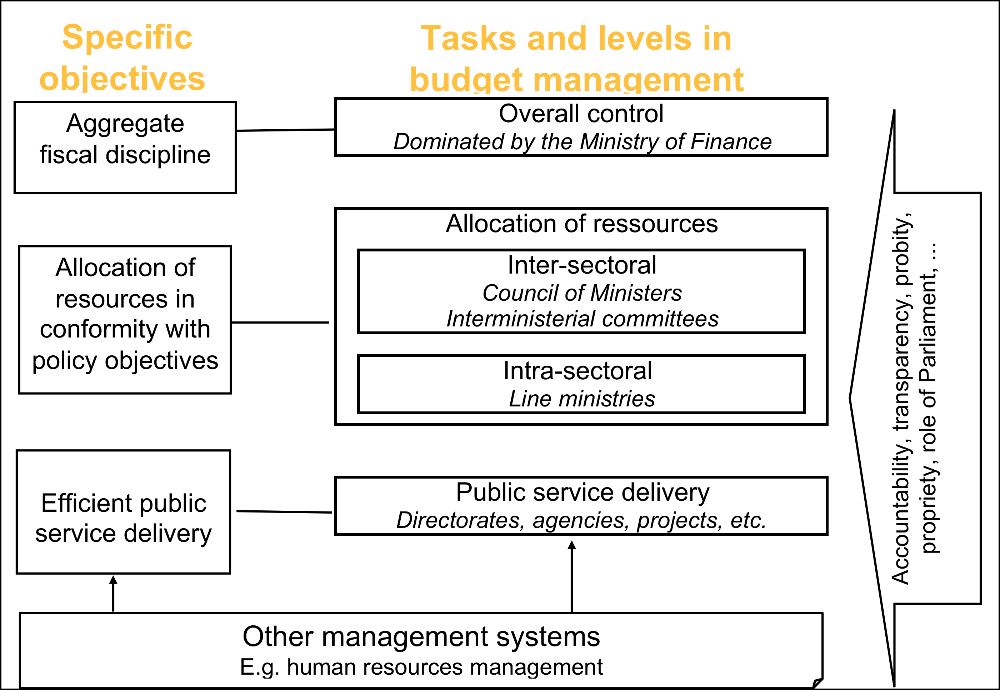 Specific
objectives
Tasks and levels in
budget management
Aggregate
fiscal discipline
Overall control
Dominated by the Ministry of Finance
Allocation of
resources in
conformity with
policy objectives
Allocation of ressources
Inter-sectoral
Council of Ministers
Interministerial committees
Intra-sectoral
Line ministries
Efficient public
service delivery
Public service delivery
Directorates, agencies, projects, etc.
Other management systems
E.g. human resources management
Accountability, transparency, probity,
propriety, role of Parliament, ...